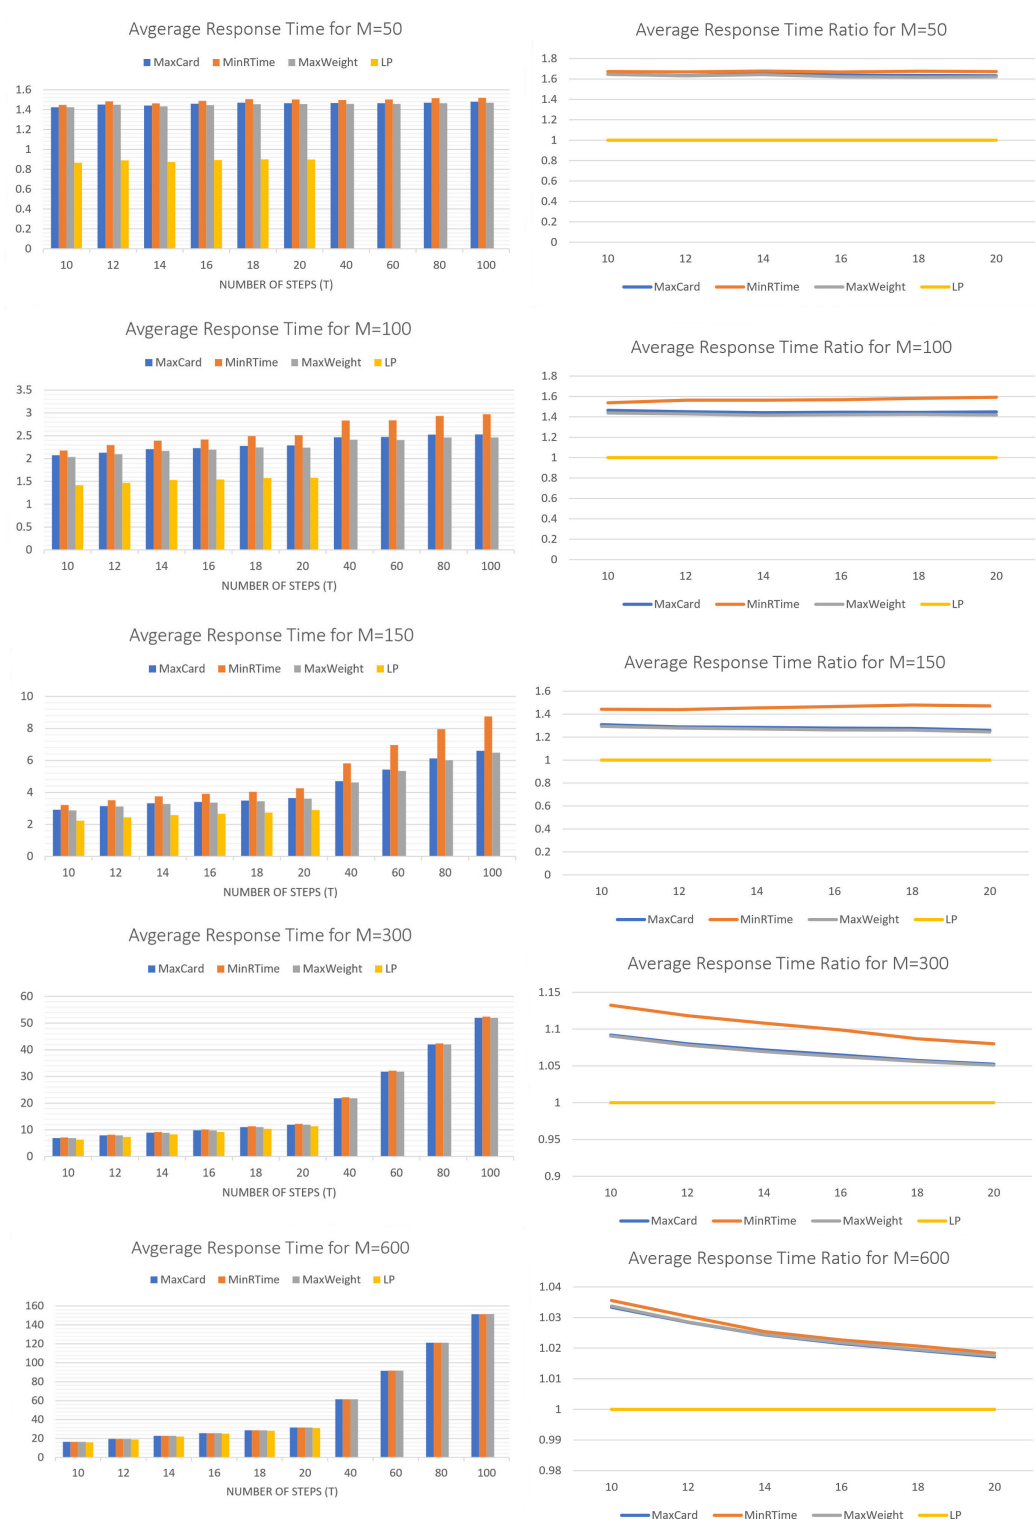 Avgerage Response Time for M=50
MaxCard MinRTime MaxWeight LP
1.6
1.4
1.2
1
0.8
0.6
0.4
0.2
0
10 12 14 16 18 20 40 60 80 100
NUMBER OF STEPS (T)
Average Response Time Ratio for M=50
1.8
1.6
1.4
1.2
1
0.8
0.6
0.4
0.2
0
10 12 14 16 18 20
MaxCard MinRTime MaxWeight LP
Avgerage Response Time for M=100
MaxCard MinRTime MaxWeight LP
3.5
3
2.5
2
1.5
1
0.5
0
10 12 14 16 18 20 40 60 80 100
NUMBER OF STEPS (T)
Average Response Time Ratio for M=100
1.8
1.6
1.4
1.2
1
0.8
0.6
0.4
0.2
0
10 12 14 16 18 20
MaxCard MinRTime MaxWeight LP
Avgerage Response Time for M=150
MaxCard MinRTime MaxWeight LP
10
8
6
4
2
0
10 12 14 16 18 20 40 60 80 100
NUMBER OF STEPS (T)
Average Response Time Ratio for M=150
1.6
1.4
1.2
1
0.8
0.6
0.4
0.2
0
10 12 14 16 18 20
MaxCard MinRTime MaxWeight LP
Avgerage Response Time for M=300
MaxCard MinRTime MaxWeight LP
60
50
40
30
20
10
0
10 12 14 16 18 20 40 60 80 100
NUMBER OF STEPS (T)
Average Response Time Ratio for M=300
1.15
1.1
1.05
1
0.95
0.9
10 12 14 16 18 20
MaxCard MinRTime MaxWeight LP
Avgerage Response Time for M=600
MaxCard MinRTime MaxWeight LP
160
140
120
100
80
60
40
20
0
10 12 14 16 18 20 40 60 80 100
NUMBER OF STEPS (T)
Average Response Time Ratio for M=600
1.04
1.03
1.02
1.01
1
0.99
0.98
10 12 14 16 18 20
MaxCard MinRTime MaxWeight LP